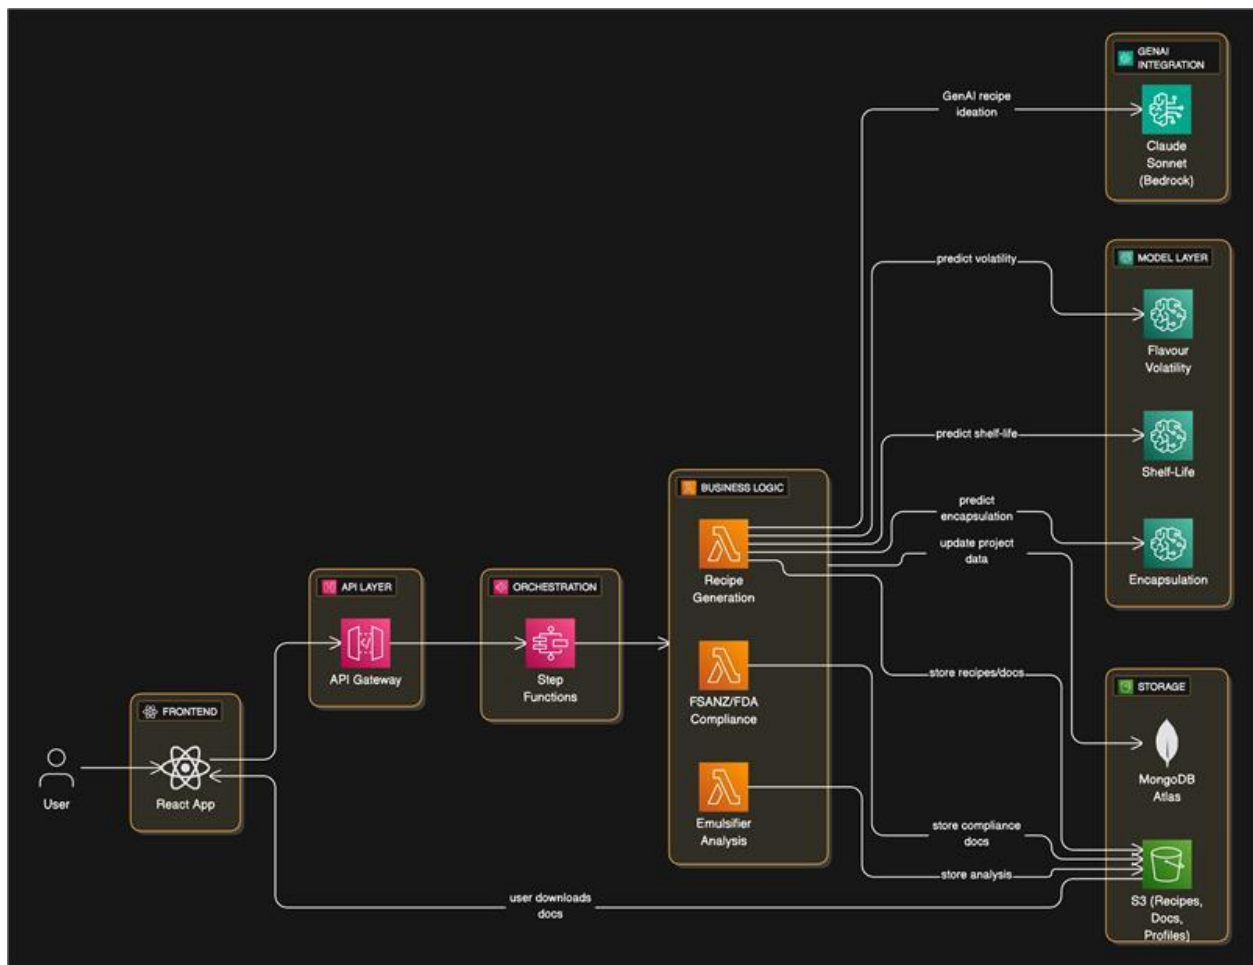 GENAI
INTEGRATION
GenAI recipe
ideation
Claude
Sonnet
(Bedrock)
predict volatility
MODEL LAYER
Flavour
Volatility
predict shelf-life
Shelf-Life
BUSINESS LOGIC
predict
encapsulation
update project
data
Encapsulation
Recipe
Generation
API LAYER
ORCHESTRATION
API Gateway
Step
Functions
store recipes/docs
STORAGE
FSANZ/FDA
Compliance
FRONTEND
MongoDB
Atlas
User
React App
Emulsifier
Analysis
store compliance
docs
store analysis
user downloads
docs
S3 (Recipes,
Docs,
Profiles)